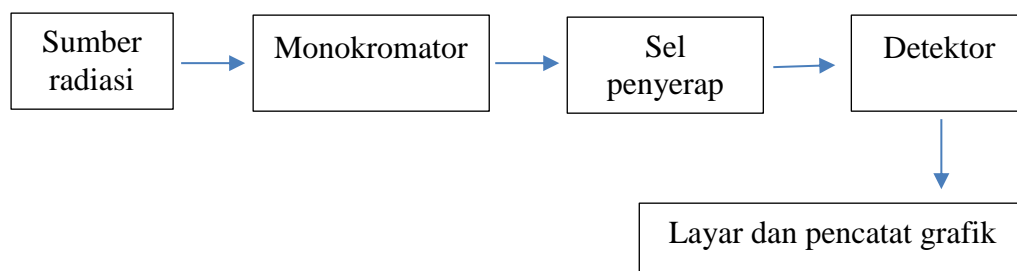 Sumber
radiasi
Monokromator
Sel
penyerap
Detektor
Layar dan pencatat grafik